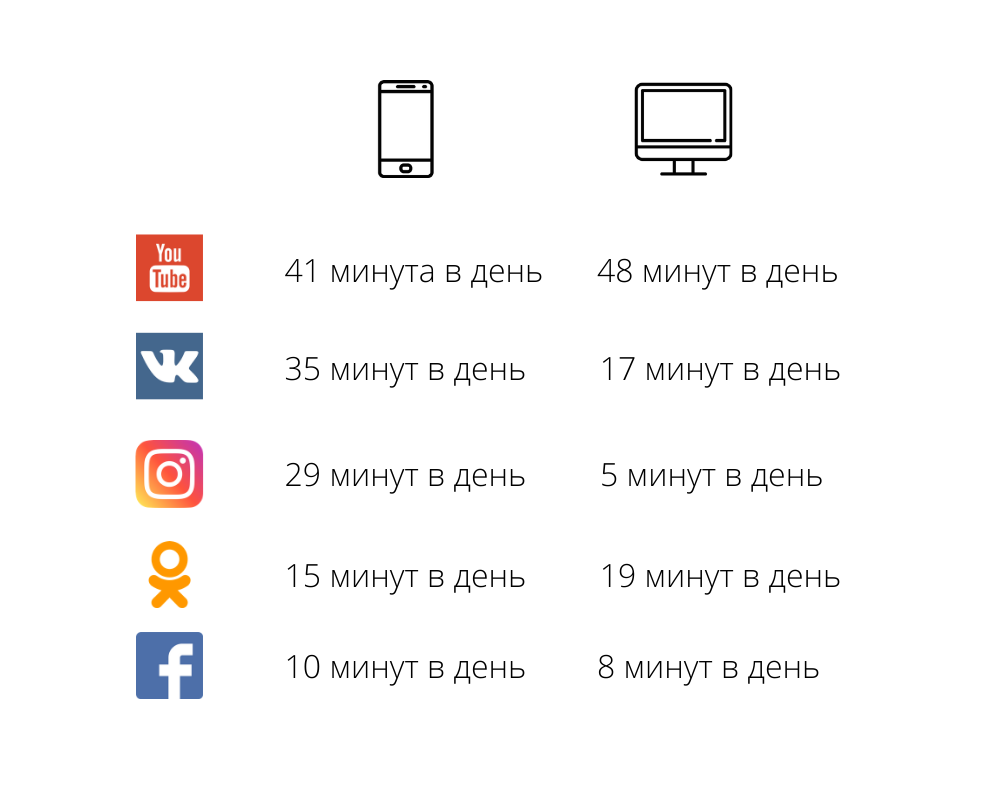 You
Tube
41 минута в день 48 минут в день
35 минут в день 17 минут в день
29 минут в день 5 минут в день
15 минут в день 19 минут в день
10 минут в день 8 минут в день